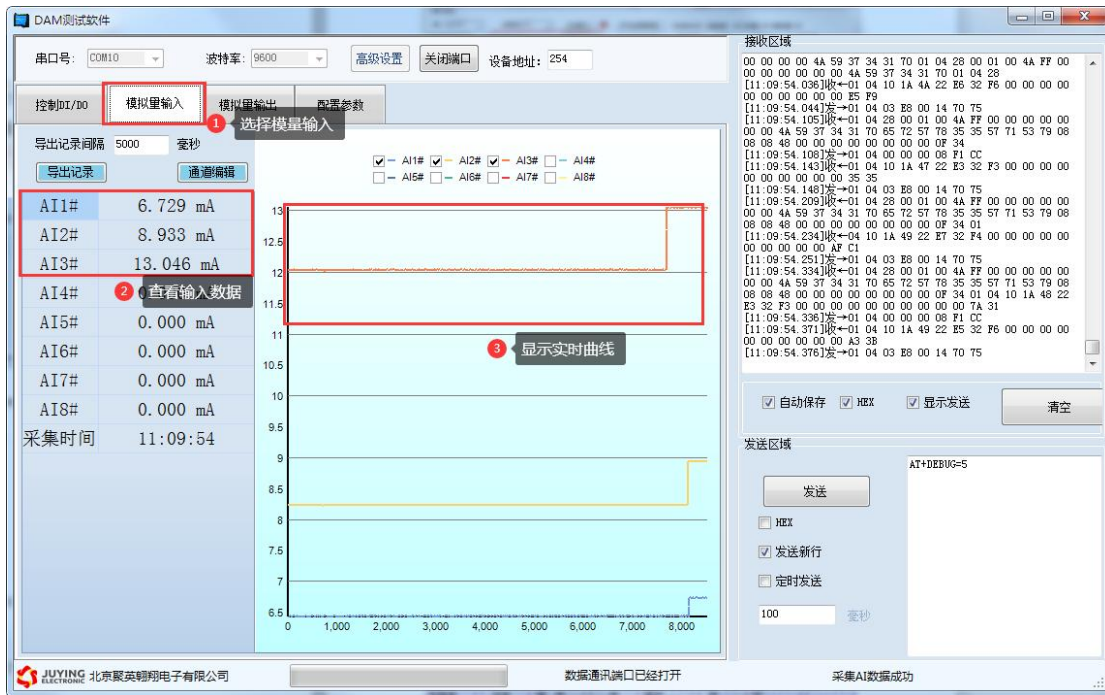 DAM测试软件
串口号: COM10 波特率: 9600 高级设置 关闭端口 设备地址: 254
控制DI/DO 模拟量输入 模拟量输出 配置参数
1 选择模量输入
导出记录间隔 5000 毫秒
导出记录 通道编辑
AI1# AI2# AI3# AI4#
AI5# AI6# AI7# AI8#
AI1# 6.729 mA
AI2# 8.933 mA
AI3# 13.046 mA
AI4#
2 查看输入数据
AI5# 0.000 mA
AI6# 0.000 mA
AI7# 0.000 mA
AI8# 0.000 mA
采集时间 11:09:54
13
12.5
12
11.5
11
10.5
10
9.5
9
8.5
8
7.5
7
6.5
0 1,000 2,000 3,000 4,000 5,000 6,000 7,000 8,000
3 显示实时曲线
接收区域
00 00 00 00 4A 59 37 34 31 70 01 04 28 00 01 00 4A FF 00
00 00 00 00 00 00 4A 59 37 34 31 70 01 04 28
[11:09:54.036]收←01 04 10 1A 4A 22 E6 32 F6 00 00 00 00
00 00 00 00 00 00 E5 F9
[11:09:54.044]发→01 04 03 E8 00 14 70 75
[11:09:54.105]收←01 04 28 00 01 00 4A FF 00 00 00 00 00
00 00 4A 59 37 34 31 70 65 72 57 78 35 35 57 71 53 79 08
08 08 48 00 00 00 00 00 00 00 00 00 0F 34
[11:09:54.108]发→01 04 00 00 00 08 F1 CC
[11:09:54.143]收←01 04 10 1A 47 22 E3 32 F3 00 00 00 00
00 00 00 00 00 00 35 35
[11:09:54.148]发→01 04 03 E8 00 14 70 75
[11:09:54.209]收←01 04 28 00 01 00 4A FF 00 00 00 00 00
00 00 4A 59 37 34 31 70 65 72 57 78 35 35 57 71 53 79 08
08 08 48 00 00 00 00 00 00 00 00 00 0F 34 01
[11:09:54.234]收←04 10 1A 49 22 E7 32 F4 00 00 00 00 00
00 00 00 00 00 AF C1
[11:09:54.251]发→01 04 03 E8 00 14 70 75
[11:09:54.334]收←01 04 28 00 01 00 4A FF 00 00 00 00 00
00 00 4A 59 37 34 31 70 65 72 57 78 35 35 57 71 53 79 08
08 08 48 00 00 00 00 00 00 00 00 00 0F 34 01 04 10 1A 48 22
E3 32 F3 00 00 00 00 00 00 00 00 00 00 7A 31
[11:09:54.336]发→01 04 00 00 00 08 F1 CC
[11:09:54.371]收←01 04 10 1A 49 22 E5 32 F6 00 00 00 00
00 00 00 00 00 00 A3 3B
[11:09:54.376]发→01 04 03 E8 00 14 70 75
自动保存 HEX 显示发送 清空
发送区域
AT+DEBUG=5
发送
HEX
发送新行
定时发送
100 毫秒
JUYING ELECTRONIC 北京聚英翱翔电子有限公司 数据通讯端口已经打开 采集AI数据成功